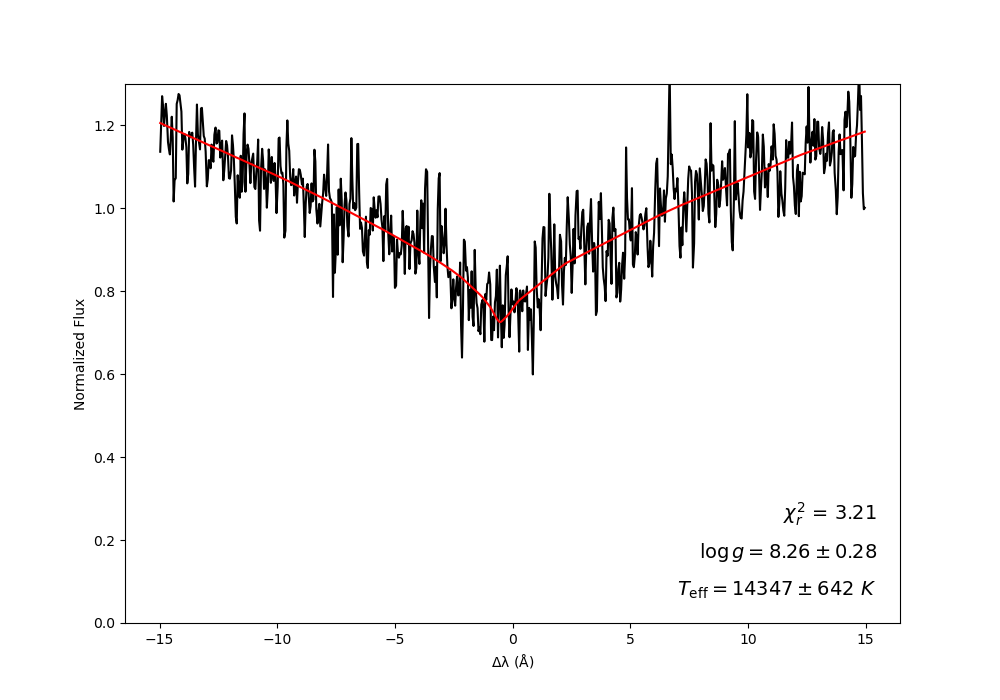 1.2
1.0
0.8
0.6
0.4
0.2
0.0
Normalized Flux
χ²ᵣ = 3.21
log g = 8.26 ± 0.28
T_eff = 14347 ± 642 K
−15 −10 −5 0 5 10 15
Δλ (Å)